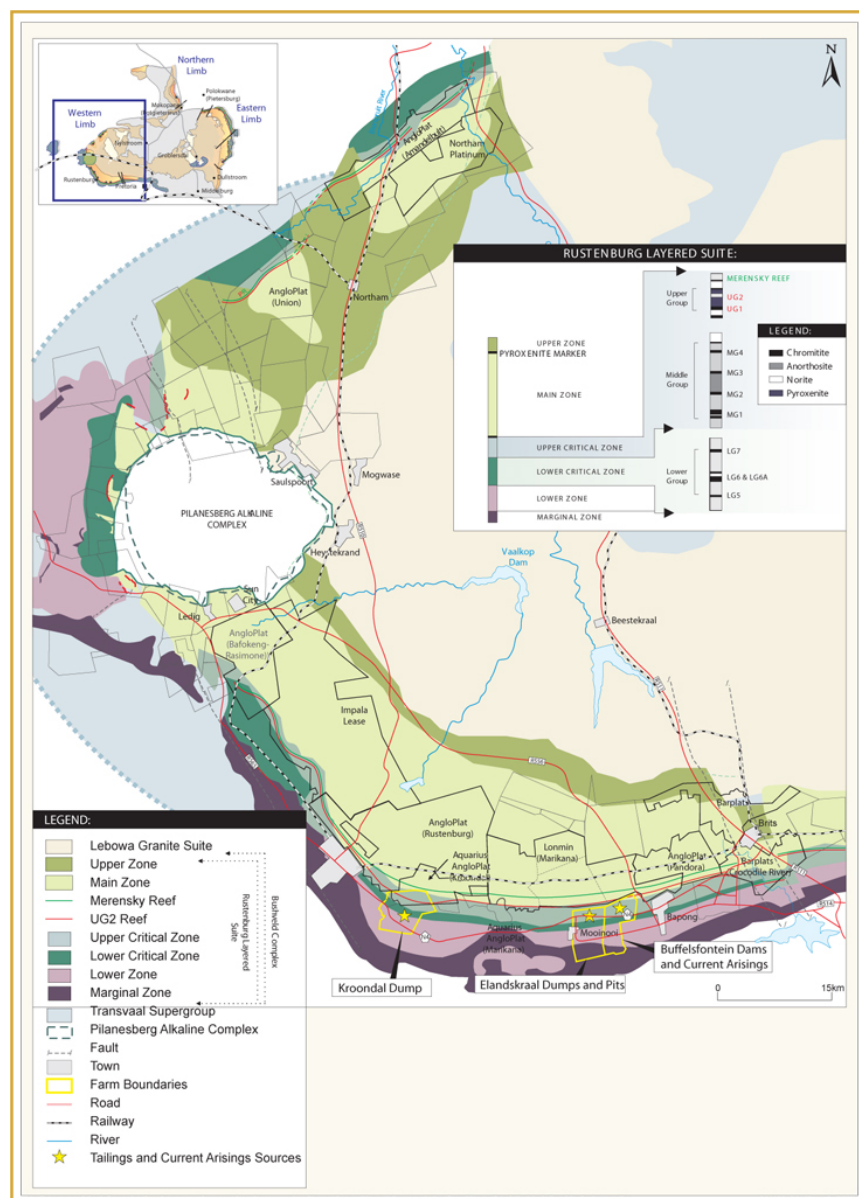 Northern
Limb
Polokwane
(Pietersburg)
Eastern
Limb
Western
Limb
Groblersdal
Dullstroom
Rustenburg
Pretoria
Middelburg
N
AngloPlat
(Amandelbult)
Northam
Platinum
RUSTENBURG LAYERED SUITE:
MERENSKY REEF
Upper
Group
UG2
UG1
UPPER ZONE
PYROXENITE MARKER
MAIN ZONE
Middle
Group
MG4
MG3
MG2
MG1
LEGEND:
Chromitite
Anorthosite
Norite
Pyroxenite
UPPER CRITICAL ZONE
LOWER CRITICAL ZONE
LOWER ZONE
MARGINAL ZONE
Lower
Group
LG7
LG6 & LG6A
LG5
AngloPlat
(Union)
Northam
Saulspoort
Mogwase
PILANESBERG ALKALINE
COMPLEX
Heystekrand
Vaalkop
Dam
Sun
City
Ledig
AngloPlat
(Bafokeng-
Rasimone)
Beestekraal
Impala
Lease
AngloPlat
(Rustenburg)
Lonmin
(Marikana)
AngloPlat
(Pandora)
Barplats
Brits
Barplats
(Crocodile River)
Aquarius
AngloPlat
(Kroondal)
Aquarius
AngloPlat
(Marikana)
Mooinooi
Bapong
Kroondal Dump
Elandskraal Dumps and Pits
Buffelsfontein Dams
and Current Arisings
0
15km
LEGEND:
Lebowa Granite Suite
Upper Zone
Main Zone
Merensky Reef
UG2 Reef
Upper Critical Zone
Lower Critical Zone
Lower Zone
Marginal Zone
Rustenburg Layered
Suite
Bushveld Complex
Transvaal Supergroup
Pilanesberg Alkaline Complex
Fault
Town
Farm Boundaries
Road
Railway
River
Tailings and Current Arisings Sources